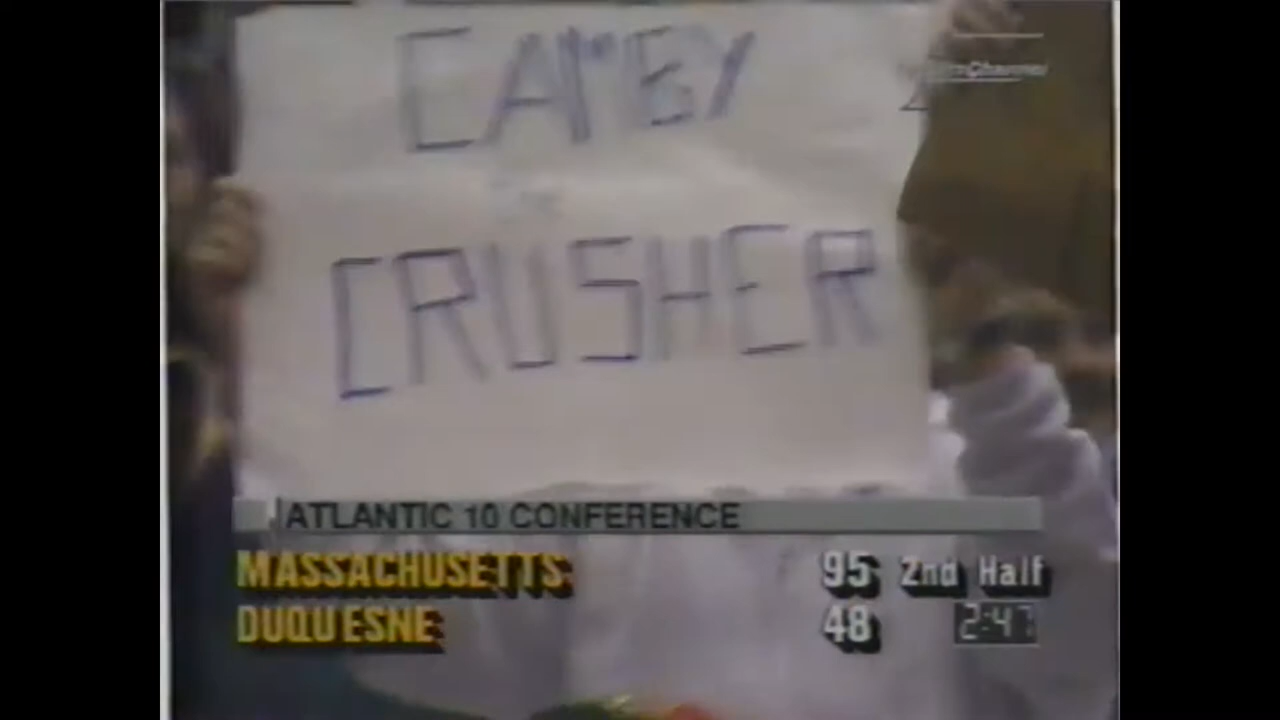 CAMBY
CRUSHER
ATLANTIC 10 CONFERENCE
MASSACHUSETTS 95 2nd Half
DUQUESNE 48 2:47